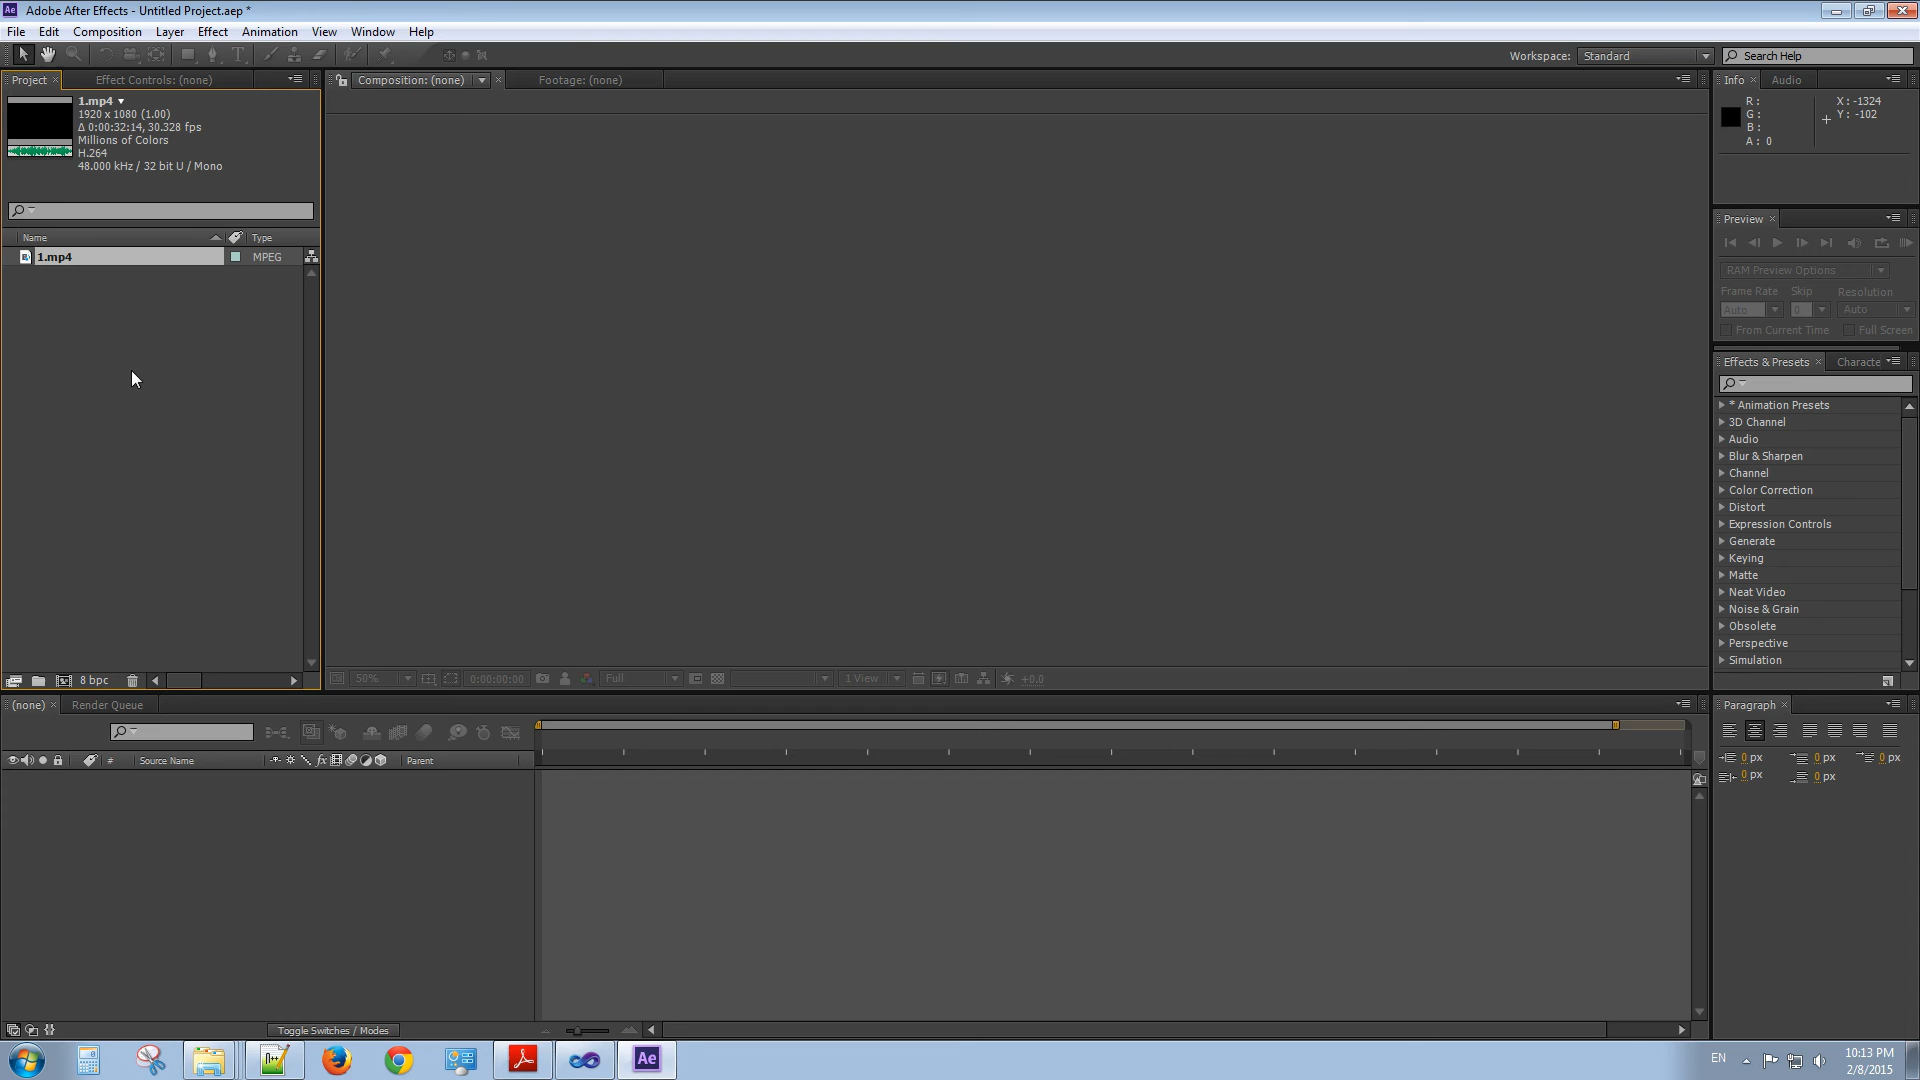 Ae Adobe After Effects - Untitled Project.aep *
File Edit Composition Layer Effect Animation View Window Help
T Workspace: Standard Search Help
Project Effect Controls: (none) Composition: (none) Footage: (none) Info Audio
1.mp4
1920 x 1080 (1.00)
Δ 0:00:32:14, 30.328 fps
Millions of Colors
H.264
48.000 kHz / 32 bit U / Mono
R :
G :
B :
A : 0
X : -1324
Y : -102
Name Type
1.mp4 MPEG
Preview
RAM Preview Options
Frame Rate Skip Resolution
Auto 0 Auto
From Current Time Full Screen
Effects & Presets Characte
* Animation Presets
3D Channel
Audio
Blur & Sharpen
Channel
Color Correction
Distort
Expression Controls
Generate
Keying
Matte
Neat Video
Noise & Grain
Obsolete
Perspective
Simulation
8 bpc
50% 0:00:00:00 Full 1 View +0.0
(none) Render Queue
# Source Name fx Parent
Paragraph
0 px 0 px 0 px
0 px 0 px
Toggle Switches / Modes
Ae
EN
10:13 PM
2/8/2015